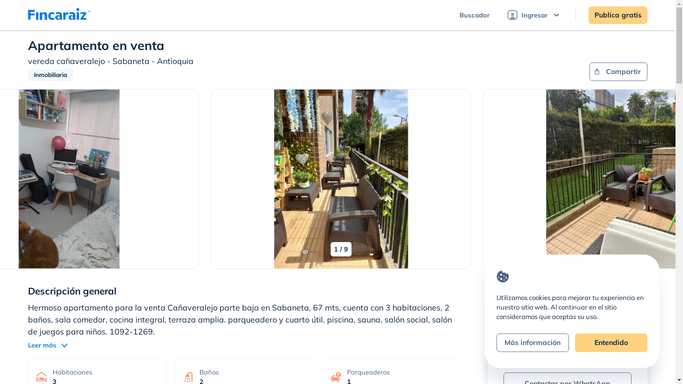 Fincaraiz
Buscador
Ingresar
Publica gratis
Apartamento en venta
vereda cañaveralejo - Sabaneta - Antioquia
Inmobiliaria
Compartir
1 / 9
Descripción general
Hermoso apartamento para la venta Cañaveralejo parte baja en Sabaneta, 67 mts, cuenta con 3 habitaciones, 2
baños, sala comedor, cocina integral, terraza amplia. parqueadero y cuarto útil, piscina, sauna, salón social, salón
de juegos para niños. 1092-1269.
Leer más
Habitaciones
3
Baños
2
Parqueaderos
1
Utilizamos cookies para mejorar tu experiencia en
nuestro sitio web. Al continuar en el sitio
consideramos que aceptas su uso.
Más información
Entendido
Contactar por WhatsApp